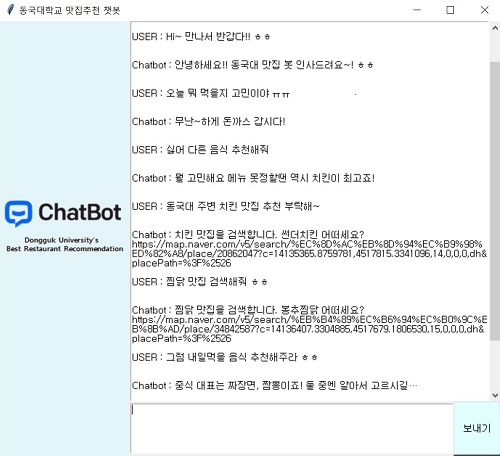 동국대학교 맛집추천 챗봇
USER : Hi~ 만나서 반갑다!! ㅎㅎ
Chatbot : 안녕하세요!! 동국대 맛집 봇 인사드려요~! ㅎㅎ
USER : 오늘 뭐 먹을지 고민이야 ㅠㅠ
Chatbot : 무난~하게 돈까스 갑시다!
USER : 싫어 다른 음식 추천해줘
Chatbot : 뭘 고민해요 메뉴 못정할땐 역시 치킨이 최고죠!
USER : 동국대 주변 치킨 맛집 추천 부탁해~
Chatbot : 치킨 맛집을 검색합니다. 썬더치킨 어떠세요?
https://map.naver.com/v5/search/%EC%8D%AC%EB%8D%94%EC%B9%98%
ED%82%A8/place/20862047?c=14135365.8759781,4517815.3341096,14,0,0,0,dh&
placePath=%3F%2526
USER : 찜닭 맛집 검색해줘 ㅎㅎ
Chatbot : 찜닭 맛집을 검색합니다. 봉추찜닭 어떠세요?
https://map.naver.com/v5/search/%EB%B4%89%EC%B6%94%EC%B0%9C%E
B%8B%AD/place/34842587?c=14136407.3304885,4517679.1806530,15,0,0,0,dh&
placePath=%3F%2526
USER : 그럼 내일먹을 음식 추천해주라 ㅎㅎ
Chatbot : 중식 대표는 짜장면, 짬뽕이죠! 둘 중엔 알아서 고르시길…
ChatBot
Dongguk University's
Best Restaurant Recommendation
보내기